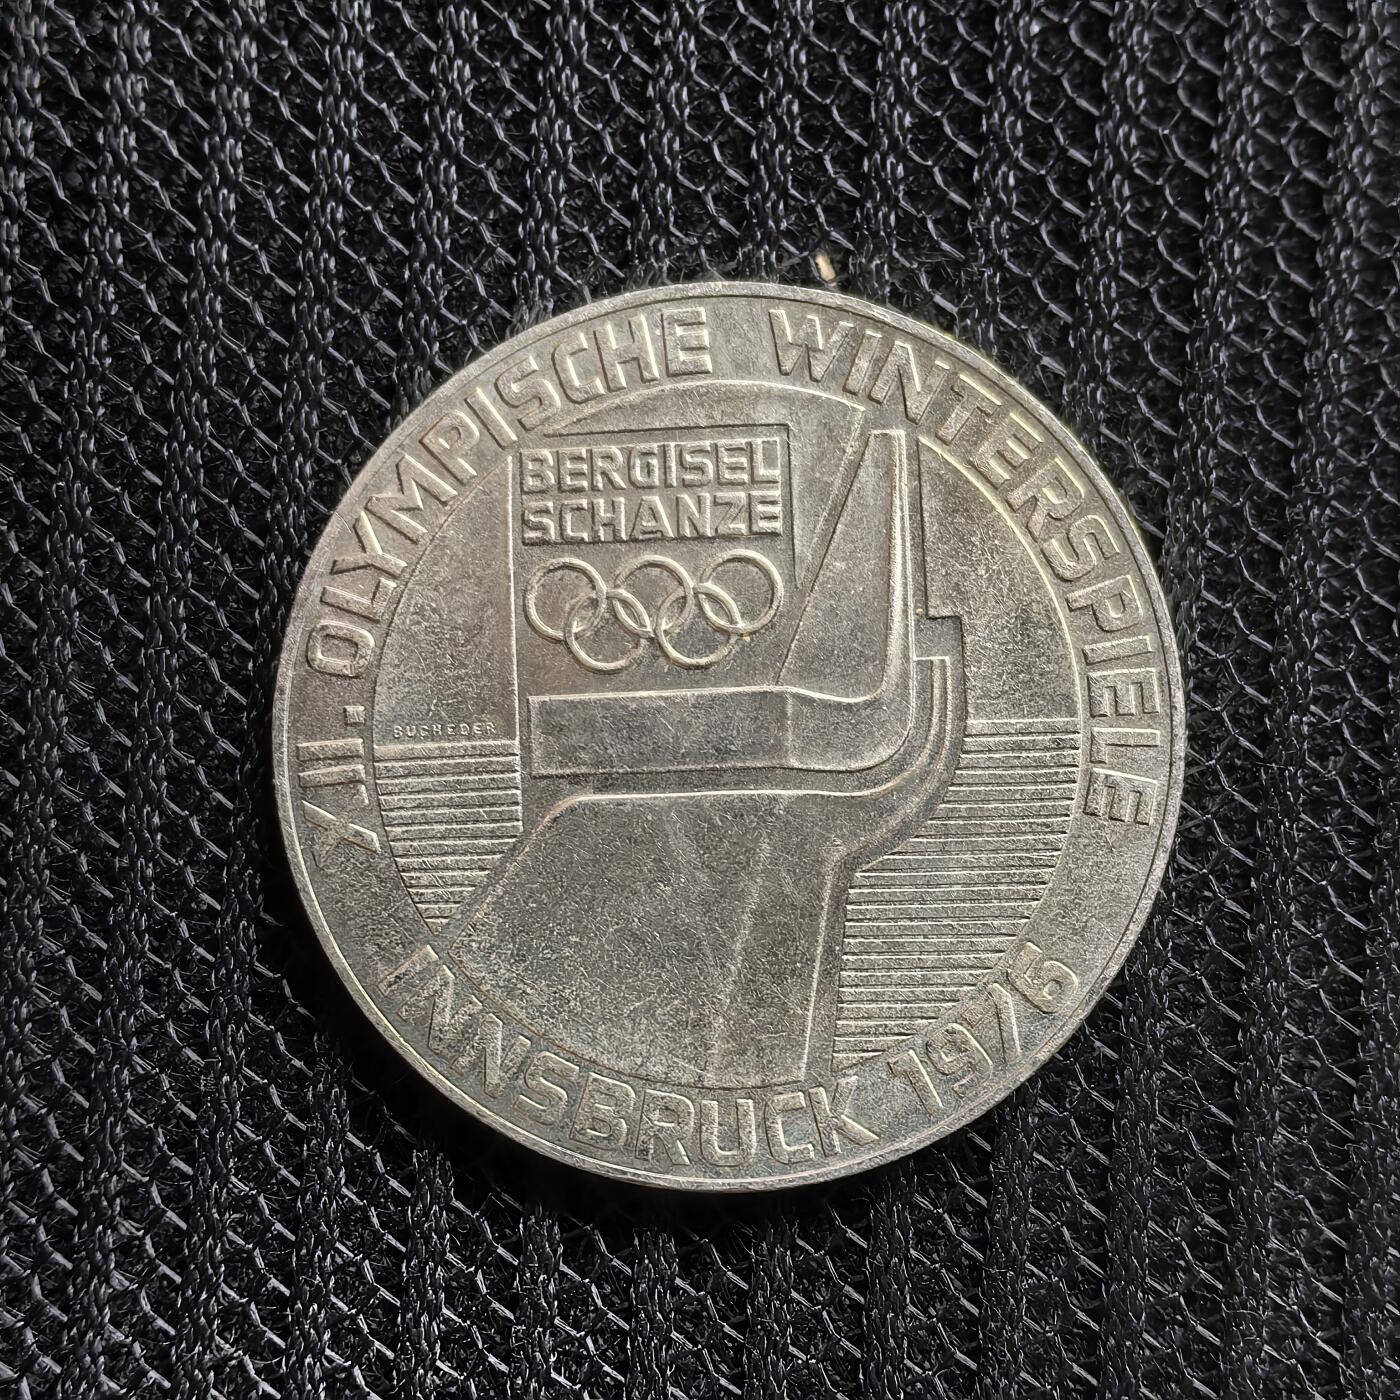 XII. OLYMPISCHE WINTERSPIELE
BERGISEL
SCHANZE
BUCHEDER
INNSBRUCK 1976